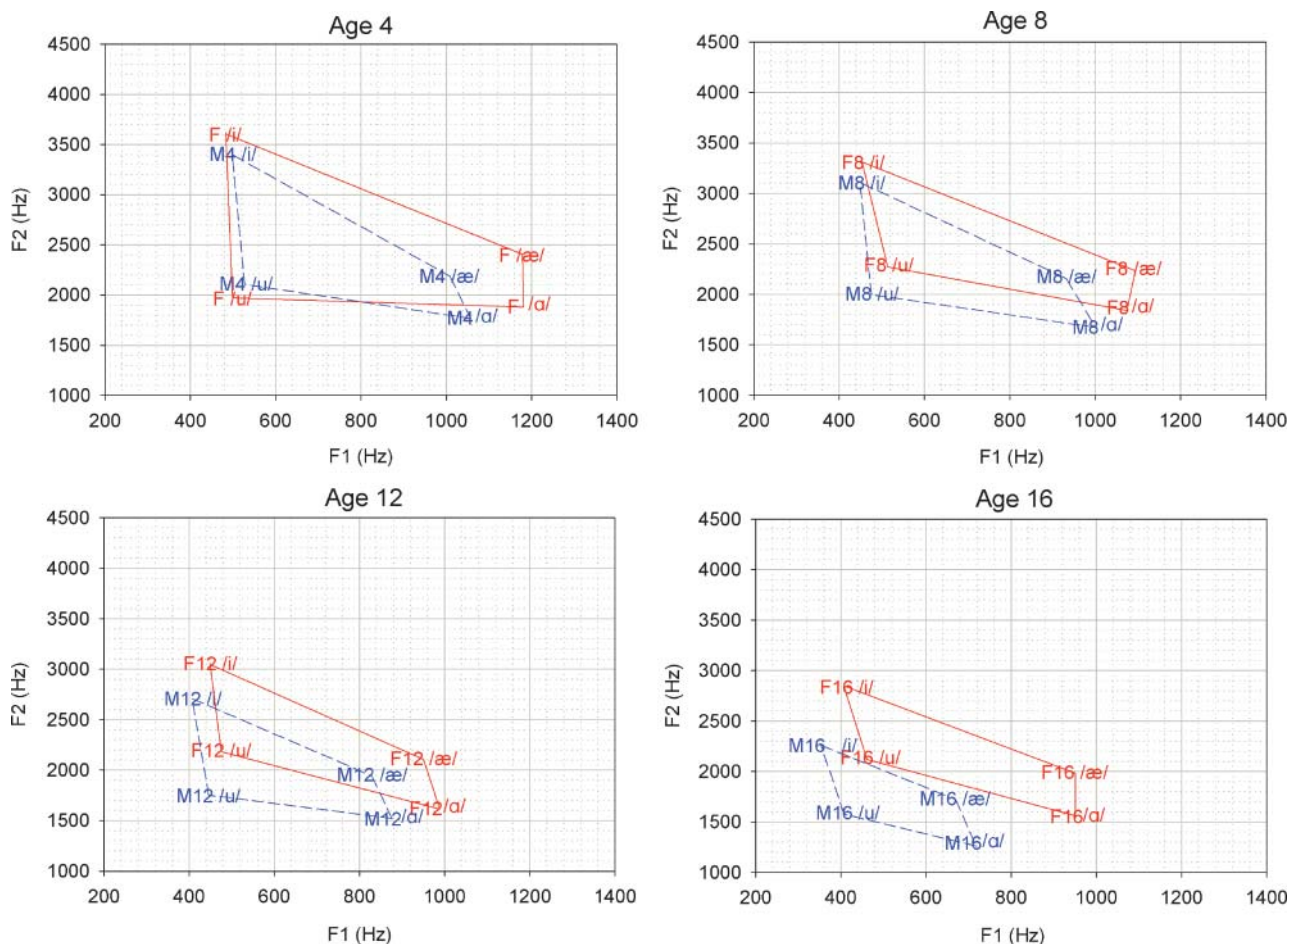 Age 4
4500
4000
3500
3000
2500
2000
1500
1000
F2 (Hz)
F /i/
M4 /i/
F /æ/
M4 /æ/
M4 /u/
F /u/
F /ɑ/
M4 /ɑ/
200 400 600 800 1000 1200 1400
F1 (Hz)
Age 8
4500
4000
3500
3000
2500
2000
1500
1000
F2 (Hz)
F8 /i/
M8 /i/
F8 /u/
F8 /æ/
M8 /æ/
M8 /u/
F8 /ɑ/
M8 /ɑ/
200 400 600 800 1000 1200 1400
F1 (Hz)
Age 12
4500
4000
3500
3000
2500
2000
1500
1000
F2 (Hz)
F12 /i/
M12 /i/
F12 /u/
F12 /æ/
M12 /æ/
M12 /u/
F12 /ɑ/
M12 /ɑ/
200 400 600 800 1000 1200 1400
F1 (Hz)
Age 16
4500
4000
3500
3000
2500
2000
1500
1000
F2 (Hz)
F16 /i/
M16 /i/
F16 /u/
F16 /æ/
M16 /æ/
M16 /u/
F16 /ɑ/
M16 /ɑ/
200 400 600 800 1000 1200 1400
F1 (Hz)